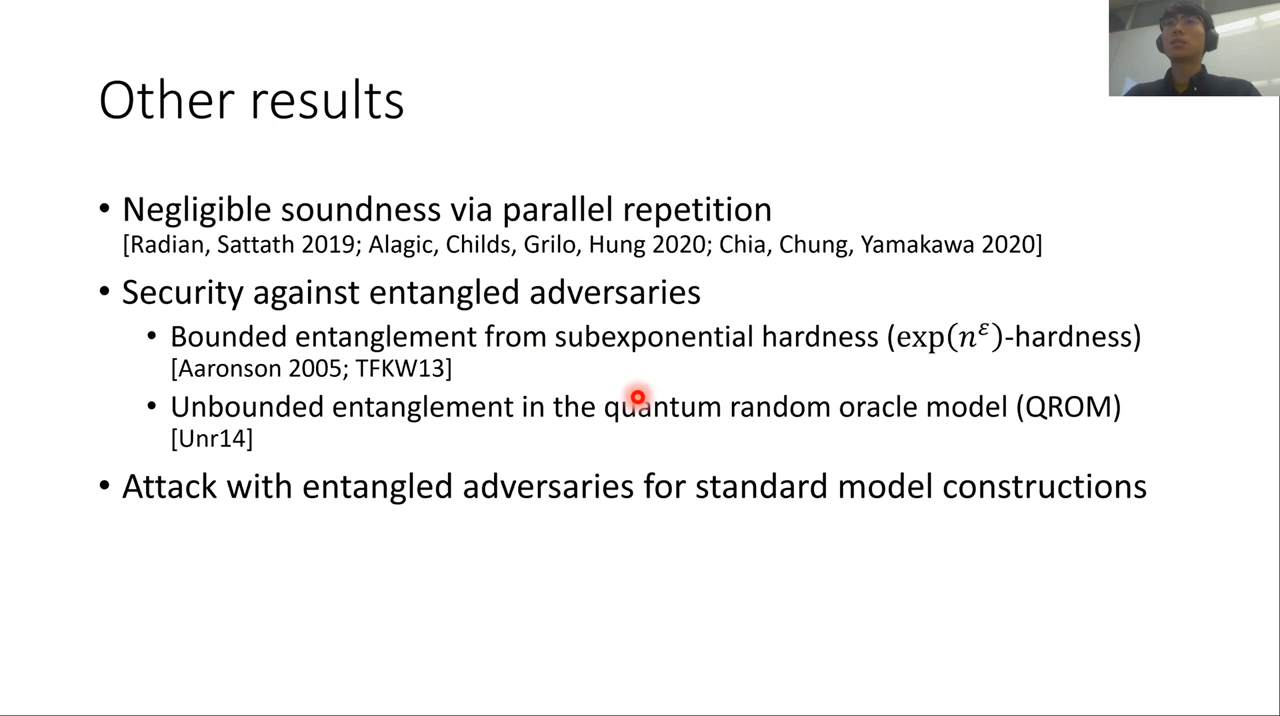 Other results
• Negligible soundness via parallel repetition
[Radian, Sattath 2019; Alagic, Childs, Grilo, Hung 2020; Chia, Chung, Yamakawa 2020]
• Security against entangled adversaries
• Bounded entanglement from subexponential hardness (exp(n^ε)-hardness)
[Aaronson 2005; TFKW13]
• Unbounded entanglement in the quantum random oracle model (QROM)
[Unr14]
• Attack with entangled adversaries for standard model constructions